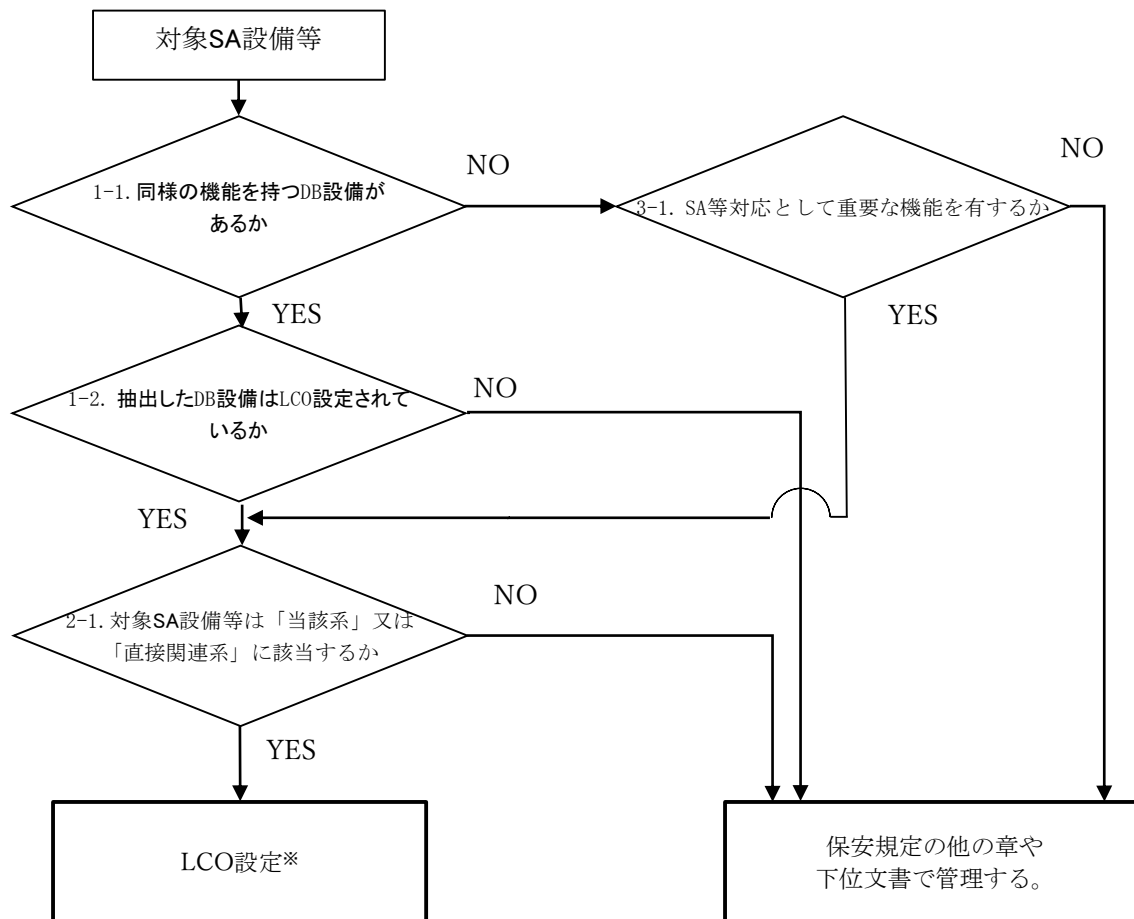 対象SA設備等
1-1. 同様の機能を持つDB設備が
あるか
NO
3-1. SA等対応として重要な機能を有するか
NO
YES
YES
1-2. 抽出したDB設備はLCO設定されて
いるか
NO
YES
2-1. 対象SA設備等は「当該系」又は
「直接関連系」に該当するか
NO
YES
LCO設定※
保安規定の他の章や
下位文書で管理する。